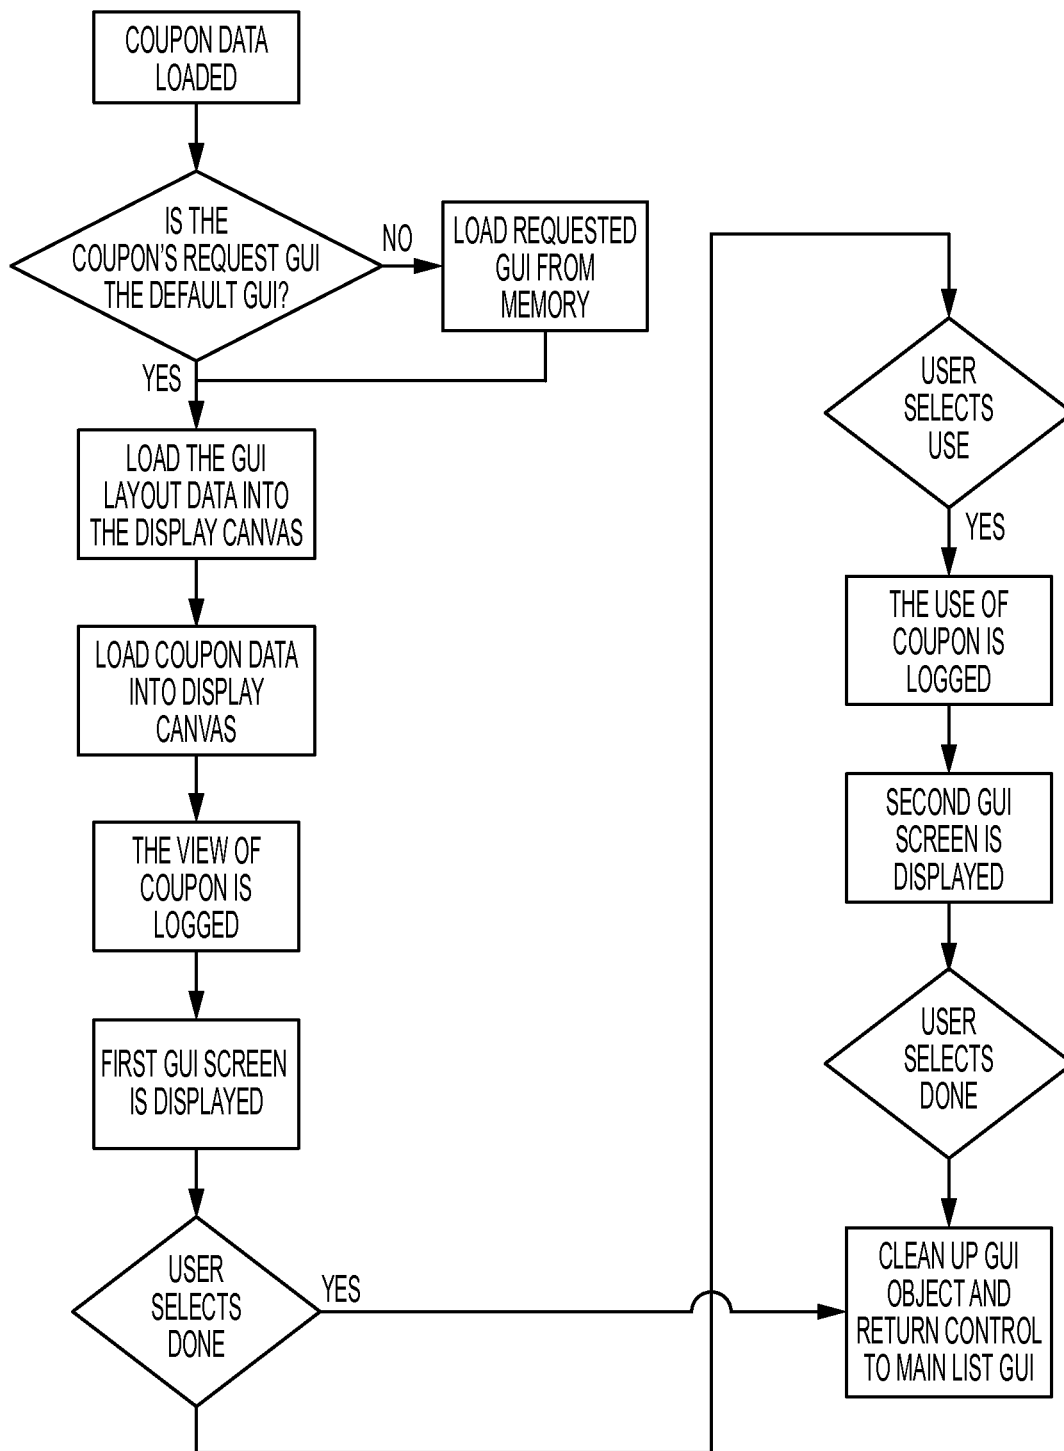 COUPON DATA
LOADED
IS THE
COUPON'S REQUEST GUI
THE DEFAULT GUI?
NO
LOAD REQUESTED
GUI FROM
MEMORY
YES
LOAD THE GUI
LAYOUT DATA INTO
THE DISPLAY CANVAS
LOAD COUPON DATA
INTO DISPLAY
CANVAS
THE VIEW OF
COUPON IS
LOGGED
FIRST GUI SCREEN
IS DISPLAYED
USER
SELECTS
DONE
YES
USER
SELECTS
USE
YES
THE USE OF
COUPON IS
LOGGED
SECOND GUI
SCREEN IS
DISPLAYED
USER
SELECTS
DONE
CLEAN UP GUI
OBJECT AND
RETURN CONTROL
TO MAIN LIST GUI